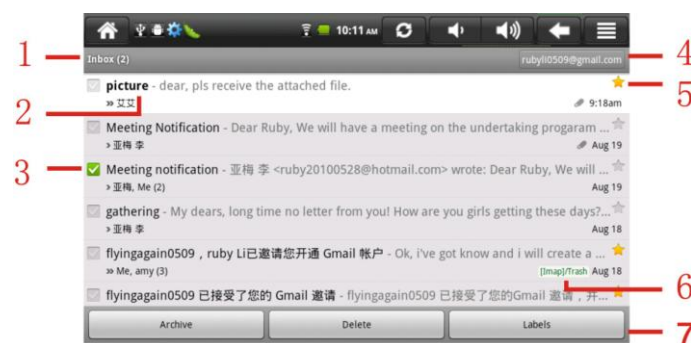 10:11 AM
1
Inbox (2)
rubyli0509@gmail.com
4
picture - dear, pls receive the attached file.
5
2
» 艾艾
9:18am
Meeting Notification - Dear Ruby, We will have a meeting on the undertaking progaram ...
› 亚梅 李
Aug 19
3
Meeting notification - 亚梅 李 <ruby20100528@hotmail.com> wrote: Dear Ruby, We will ...
› 亚梅, Me (2)
Aug 19
gathering - My dears, long time no letter from you! How are you girls getting these days?...
› 亚梅 李
Aug 18
flyingagain0509，ruby Li已邀请您开通 Gmail 帐户 - Ok, i've got know and i will create a ...
» Me, amy (3)
[Imap]/Trash Aug 18
6
flyingagain0509 已接受了您的 Gmail 邀请 - flyingagain0509 已接受了您的Gmail 邀请，开...
Archive
Delete
Labels
7